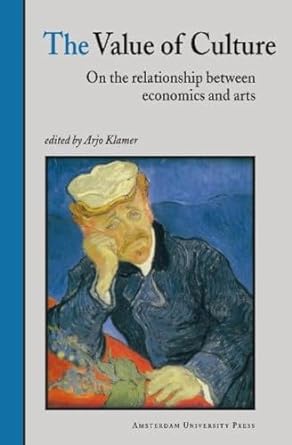 The Value of Culture
On the relationship between
economics and arts
edited by Arjo Klamer
AMSTERDAM UNIVERSITY PRESS